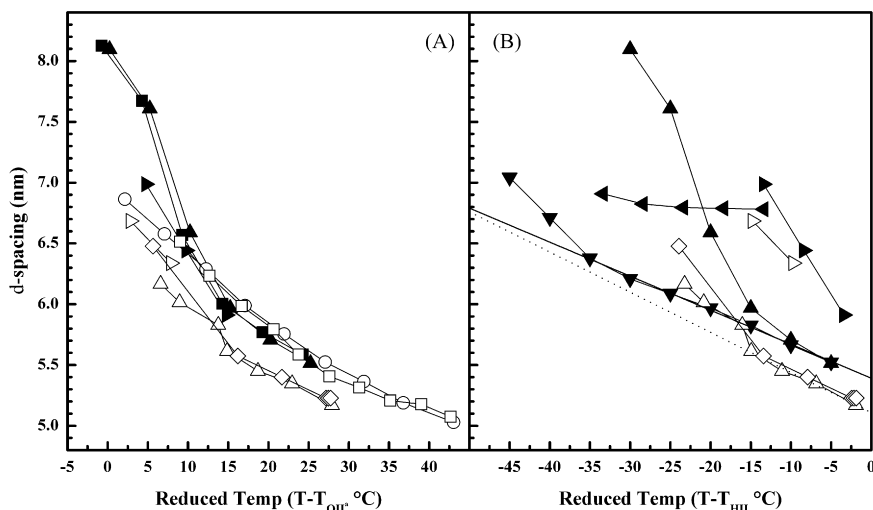 (A)
(B)
8.0
7.5
7.0
6.5
6.0
5.5
5.0
d-spacing (nm)
-5 0 5 10 15 20 25 30 35 40
-45 -40 -35 -30 -25 -20 -15 -10 -5 0
Reduced Temp (T-TQII, °C)
Reduced Temp (T-THII °C)